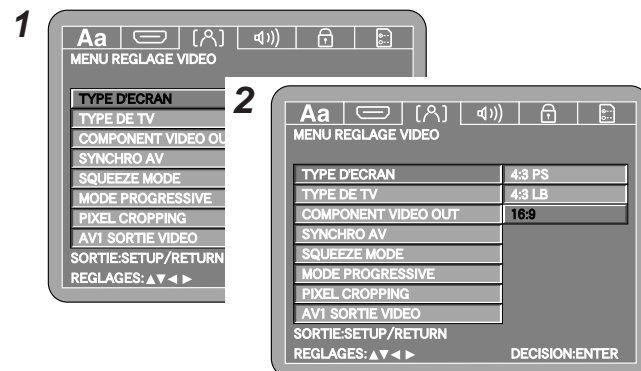 1
Aa
MENU REGLAGE VIDEO
TYPE D'ECRAN
TYPE DE TV
COMPONENT VIDEO OU
SYNCHRO AV
SQUEEZE MODE
MODE PROGRESSIVE
PIXEL CROPPING
AV1 SORTIE VIDEO
SORTIE:SETUP/RETURN
REGLAGES:▲▼◄ ►
2
Aa
MENU REGLAGE VIDEO
TYPE D'ECRAN 4:3 PS
TYPE DE TV 4:3 LB
COMPONENT VIDEO OUT 16:9
SYNCHRO AV
SQUEEZE MODE
MODE PROGRESSIVE
PIXEL CROPPING
AV1 SORTIE VIDEO
SORTIE:SETUP/RETURN
REGLAGES:▲▼◄ ► DECISION:ENTER